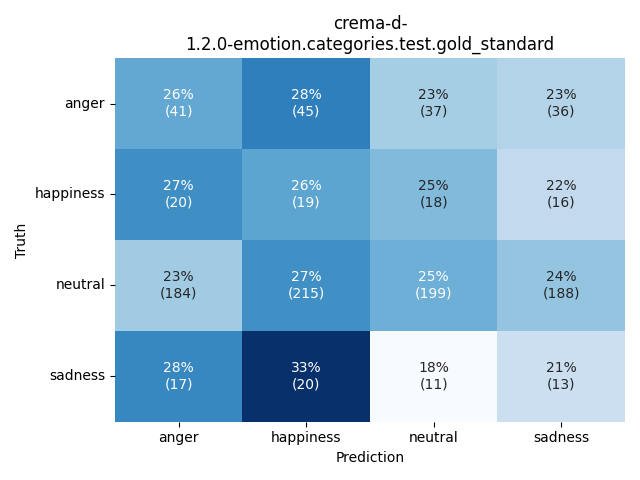 crema-d-
1.2.0-emotion.categories.test.gold_standard
Truth
anger
26%
(41)
28%
(45)
23%
(37)
23%
(36)
happiness
27%
(20)
26%
(19)
25%
(18)
22%
(16)
neutral
23%
(184)
27%
(215)
25%
(199)
24%
(188)
sadness
28%
(17)
33%
(20)
18%
(11)
21%
(13)
anger
happiness
neutral
sadness
Prediction